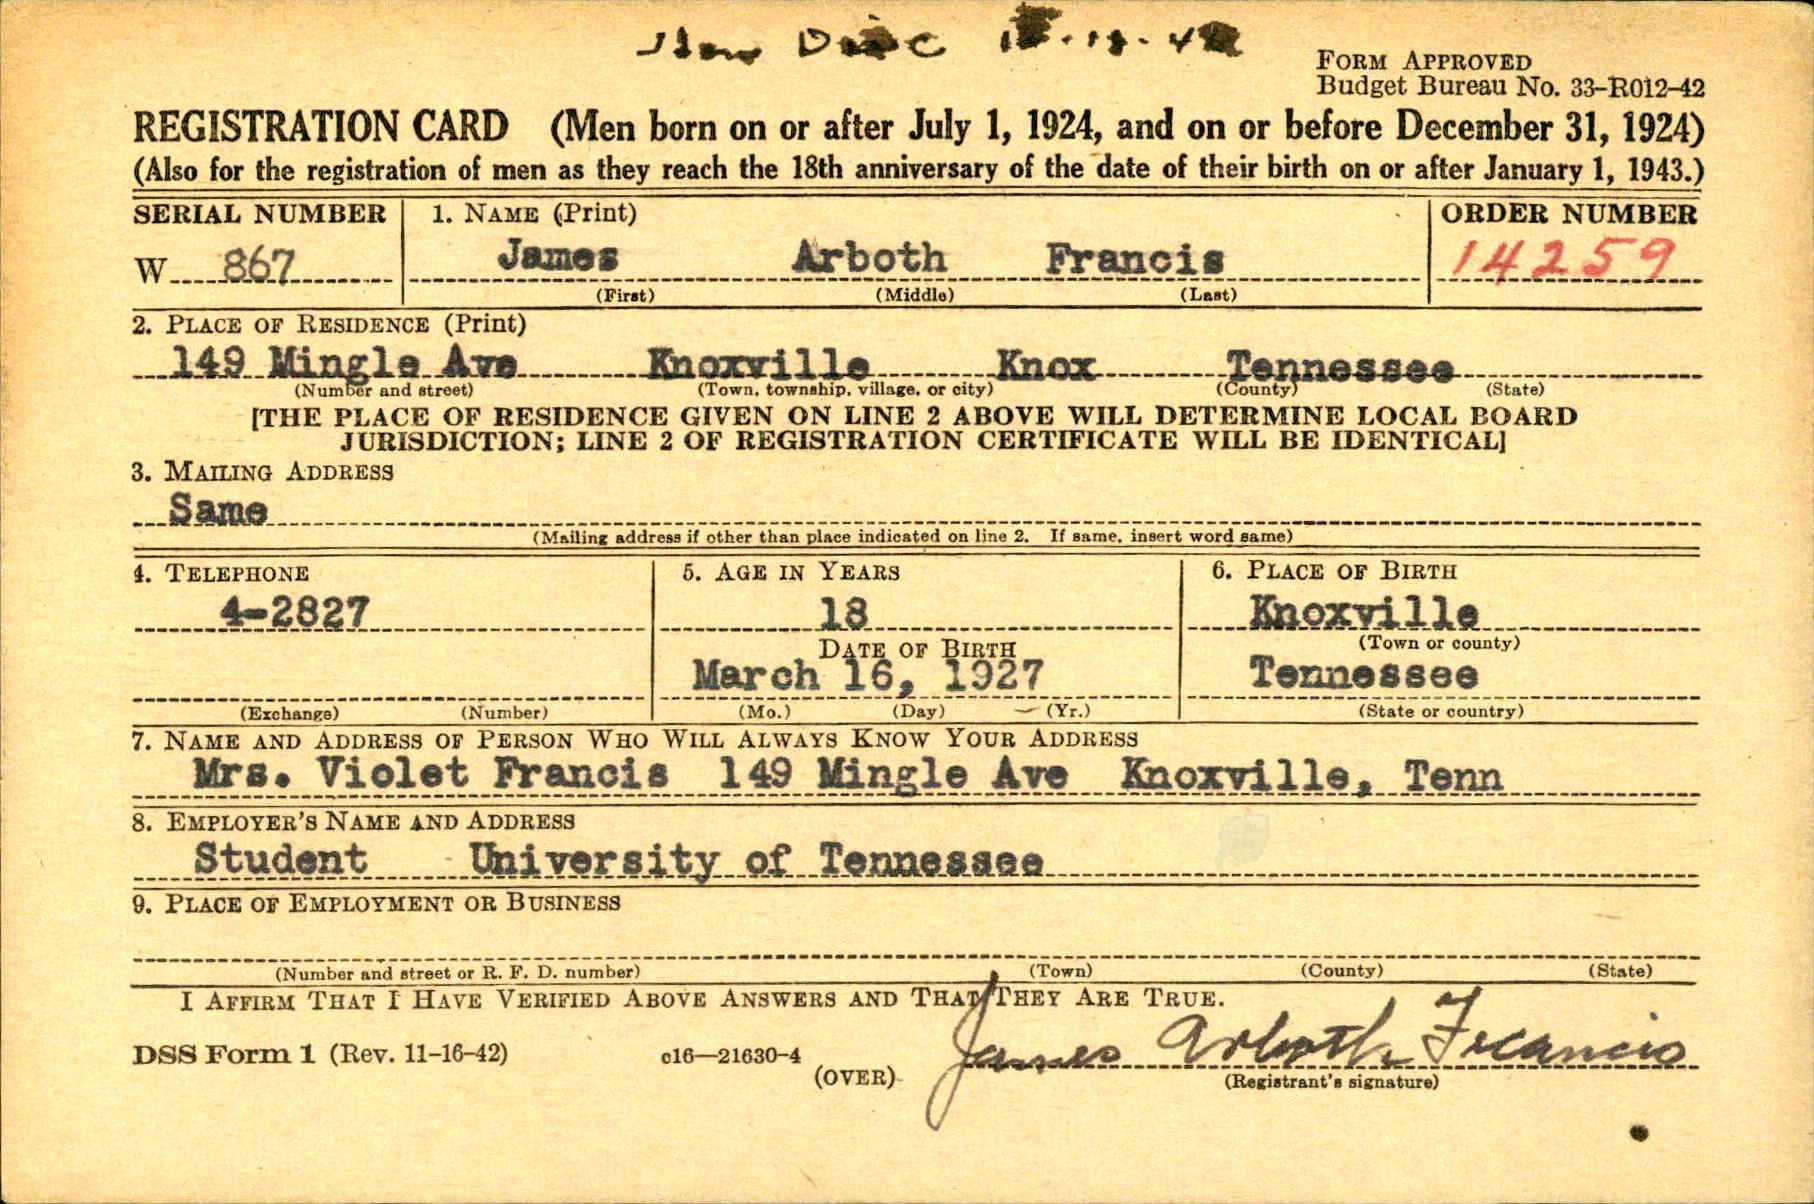 FORM APPROVED
Budget Bureau No. 33-R012-42
REGISTRATION CARD (Men born on or after July 1, 1924, and on or before December 31, 1924)
(Also for the registration of men as they reach the 18th anniversary of the date of their birth on or after January 1, 1943.)
SERIAL NUMBER 1. NAME (Print) ORDER NUMBER
W 867 James Arboth Francis 14259
(First) (Middle) (Last)
2. PLACE OF RESIDENCE (Print)
149 Mingle Ave Knoxville Knox Tennessee
(Number and street) (Town, township, village, or city) (County) (State)
[THE PLACE OF RESIDENCE GIVEN ON LINE 2 ABOVE WILL DETERMINE LOCAL BOARD
JURISDICTION; LINE 2 OF REGISTRATION CERTIFICATE WILL BE IDENTICAL]
3. MAILING ADDRESS
Same
(Mailing address if other than place indicated on line 2. If same, insert word same)
4. TELEPHONE 5. AGE IN YEARS 6. PLACE OF BIRTH
4-2827 18 Knoxville
DATE OF BIRTH (Town or county)
March 16, 1927 Tennessee
(Exchange) (Number) (Mo.) (Day) (Yr.) (State or country)
7. NAME AND ADDRESS OF PERSON WHO WILL ALWAYS KNOW YOUR ADDRESS
Mrs. Violet Francis 149 Mingle Ave Knoxville, Tenn
8. EMPLOYER'S NAME AND ADDRESS
Student University of Tennessee
9. PLACE OF EMPLOYMENT OR BUSINESS
(Number and street or R. F. D. number) (Town) (County) (State)
I AFFIRM THAT I HAVE VERIFIED ABOVE ANSWERS AND THAT THEY ARE TRUE.
DSS Form 1 (Rev. 11-16-42) c16—21630-4 James Arboth Francis
(OVER) (Registrant's signature)